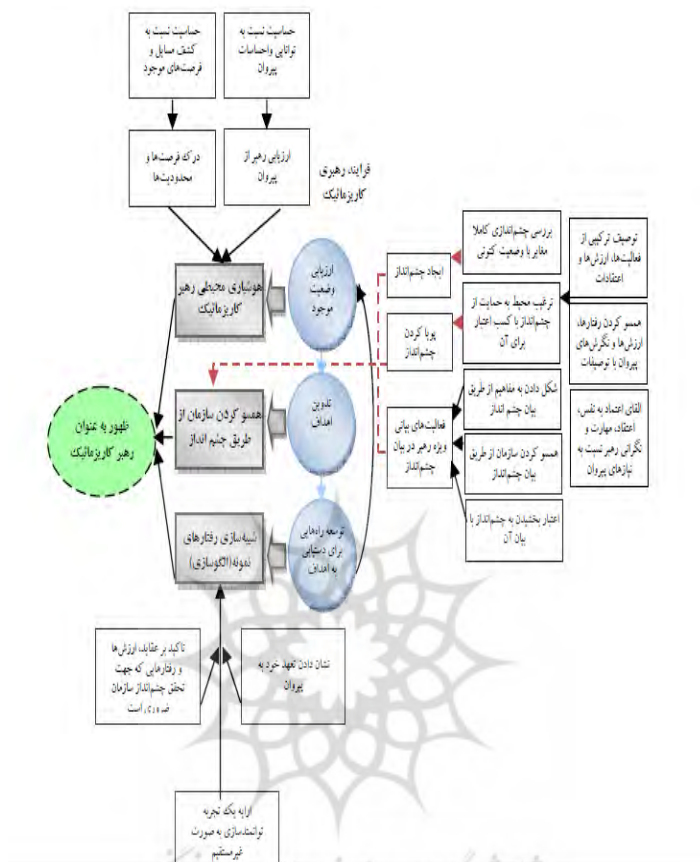 حساسیت نسبت به
توانایی واحساسات
پیروان
حساسیت نسبت به
کشف مسایل و
فرصت‌های موجود
ارزیابی رهبر از
پیروان
درک فرصت‌ها و
محدودیت‌ها
فرایند رهبری
کاریزماتیک
توصیف ترکیبی از
فعالیت‌ها، ارزش‌ها و
اعتقادات
همسو کردن رفتارها،
ارزش‌ها و نگرش‌های
پیروان با توصیفات
القای اعتماد به نفس،
اعتقاد، مهارت و
نگرانی رهبر نسبت به
نیازهای پیروان
بررسی چشم‌اندازی کاملا
مغایر با وضعیت کنونی
ترغیب محیط به حمایت از
چشم‌انداز با کسب اعتبار
برای آن
شکل دادن به مفاهیم از طریق
بیان چشم انداز
همسو کردن سازمان از طریق
بیان چشم‌انداز
اعتبار بخشیدن به چشم‌انداز با
بیان آن
ایجاد چشم‌انداز
پویا کردن
چشم‌انداز
فعالیت‌های بیانی
ویژه رهبر در بیان
چشم‌انداز
ارزیابی
وضعیت
موجود
تدوین
اهداف
توسعه راه‌هایی
برای دستیابی
به اهداف
هوشیاری محیطی رهبر
کاریزماتیک
همسو کردن سازمان از
طریق چشم انداز
شبیه‌سازی رفتارهای
نمونه(الگوسازی)
ظهور به عنوان
رهبر کاریزماتیک
نشان دادن تعهد خود به
پیروان
تاکید بر عقاید، ارزش‌ها
و رفتارهایی که جهت
تحقق چشم‌انداز سازمان
ضروری است
ارایه یک تجربه
توانمندسازی به صورت
غیرمستقیم